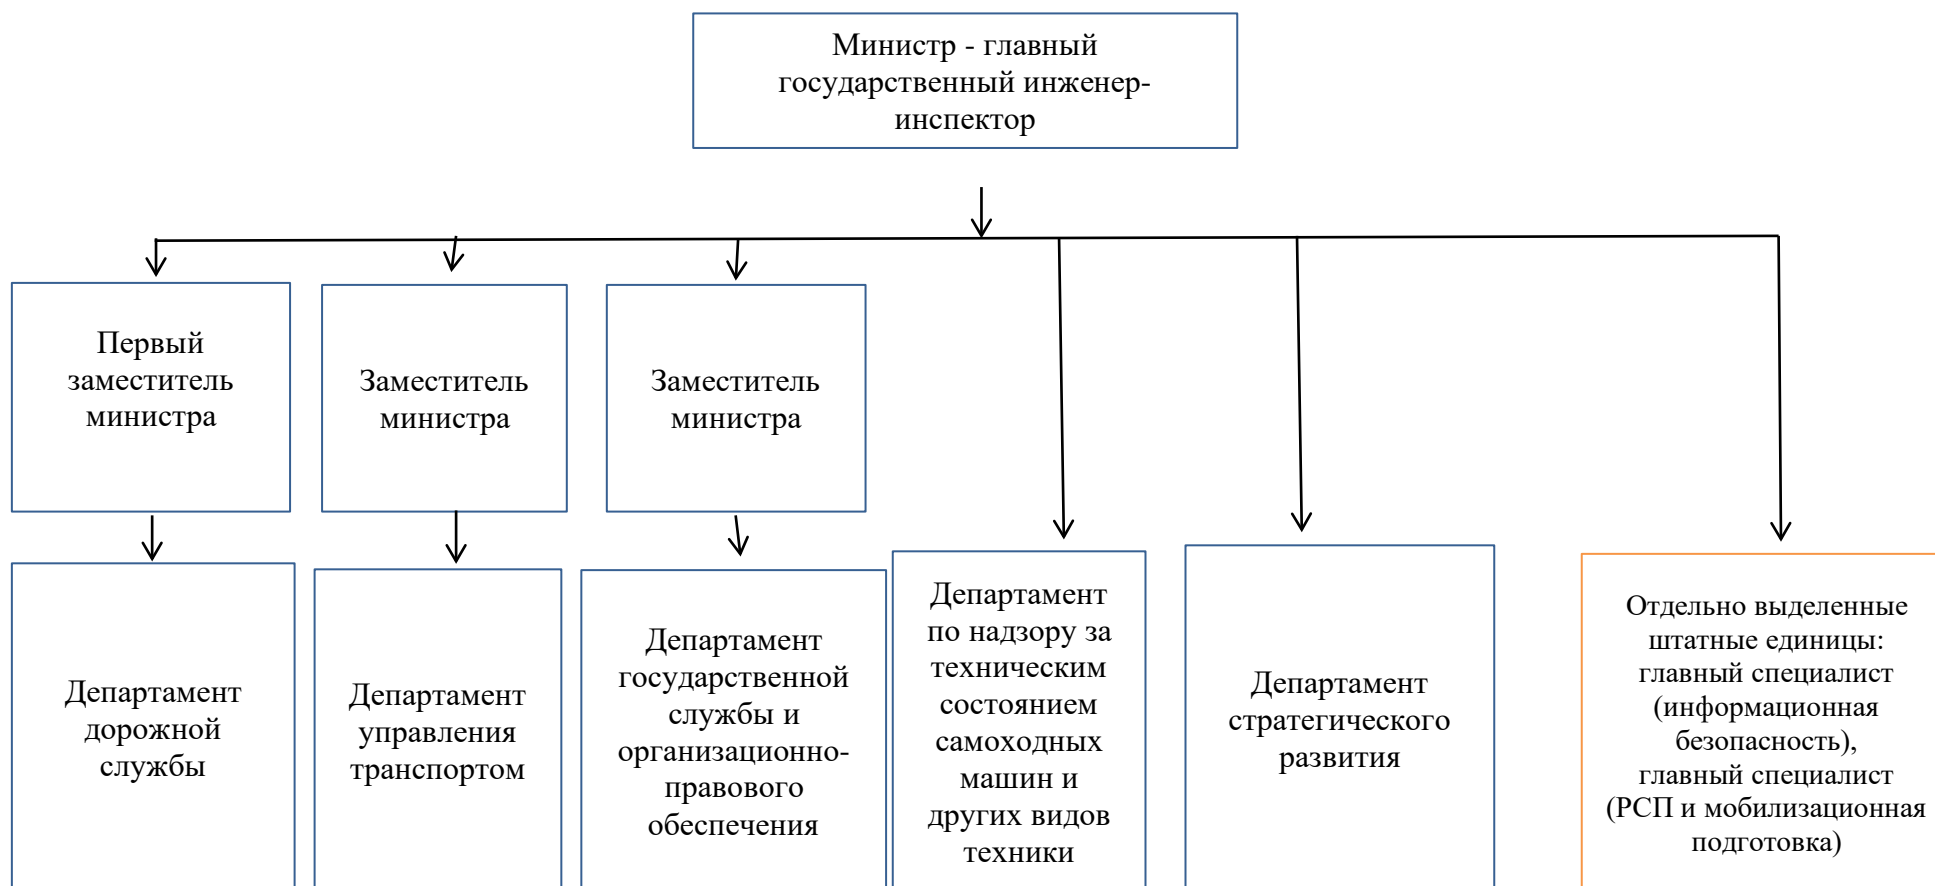 Министр - главный
государственный инженер-
инспектор
Первый
заместитель
министра
Заместитель
министра
Заместитель
министра
Департамент
дорожной
службы
Департамент
управления
транспортом
Департамент
государственной
службы и
организационно-
правового
обеспечения
Департамент
по надзору за
техническим
состоянием
самоходных
машин и
других видов
техники
Департамент
стратегического
развития
Отдельно выделенные
штатные единицы:
главный специалист
(информационная
безопасность),
главный специалист
(РСП и мобилизационная
подготовка)